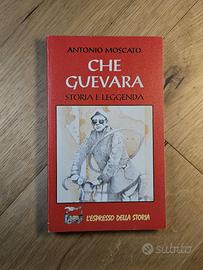 ANTONIO MOSCATO
CHE
GUEVARA
STORIA E LEGGENDA
L'ESPRESSO DELLA STORIA
subito